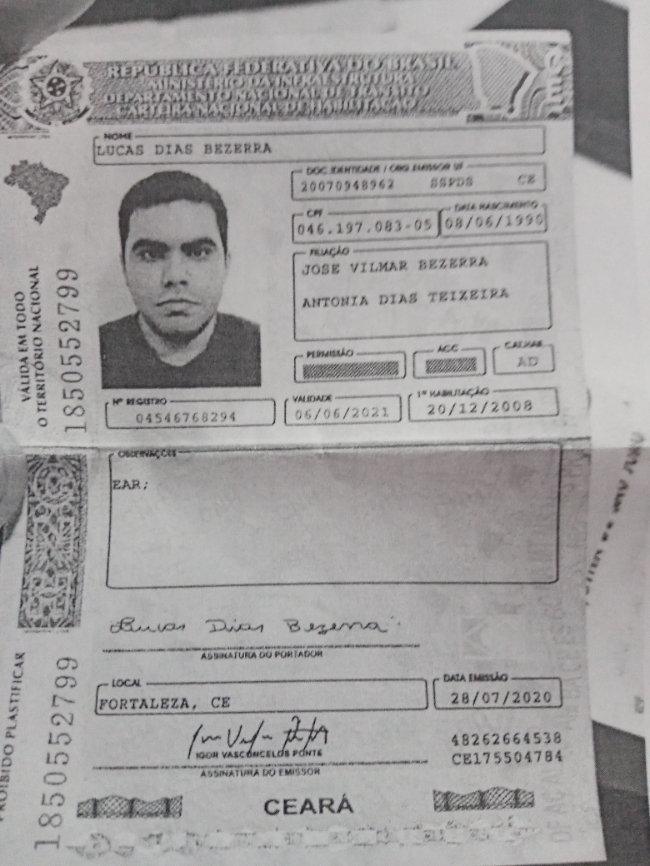 REPÚBLICA FEDERATIVA DO BRASIL
MINISTÉRIO DA INFRAESTRUTURA
DEPARTAMENTO NACIONAL DE TRÂNSITO
CARTEIRA NACIONAL DE HABILITAÇÃO
NOME
LUCAS DIAS BEZERRA
DOC. IDENTIDADE / ORG. EMISSOR UF
20070948962 SSPDS CE
CPF DATA NASCIMENTO
046.197.083-05 08/06/1990
FILIAÇÃO
JOSE VILMAR BEZERRA
ANTONIA DIAS TEIXEIRA
PERMISSÃO ACC CAT.HAB.
AD
Nº REGISTRO VALIDADE 1ª HABILITAÇÃO
04546768294 06/06/2021 20/12/2008
VÁLIDA EM TODO
O TERRITÓRIO NACIONAL
1850552799
OBSERVAÇÕES
EAR;
Lucas Dias Bezerra
ASSINATURA DO PORTADOR
LOCAL DATA EMISSÃO
FORTALEZA, CE 28/07/2020
IGOR VASCONCELOS PONTE
ASSINATURA DO EMISSOR
48262664538
CE175504784
CEARÁ
PROIBIDO PLASTIFICAR
1850552799